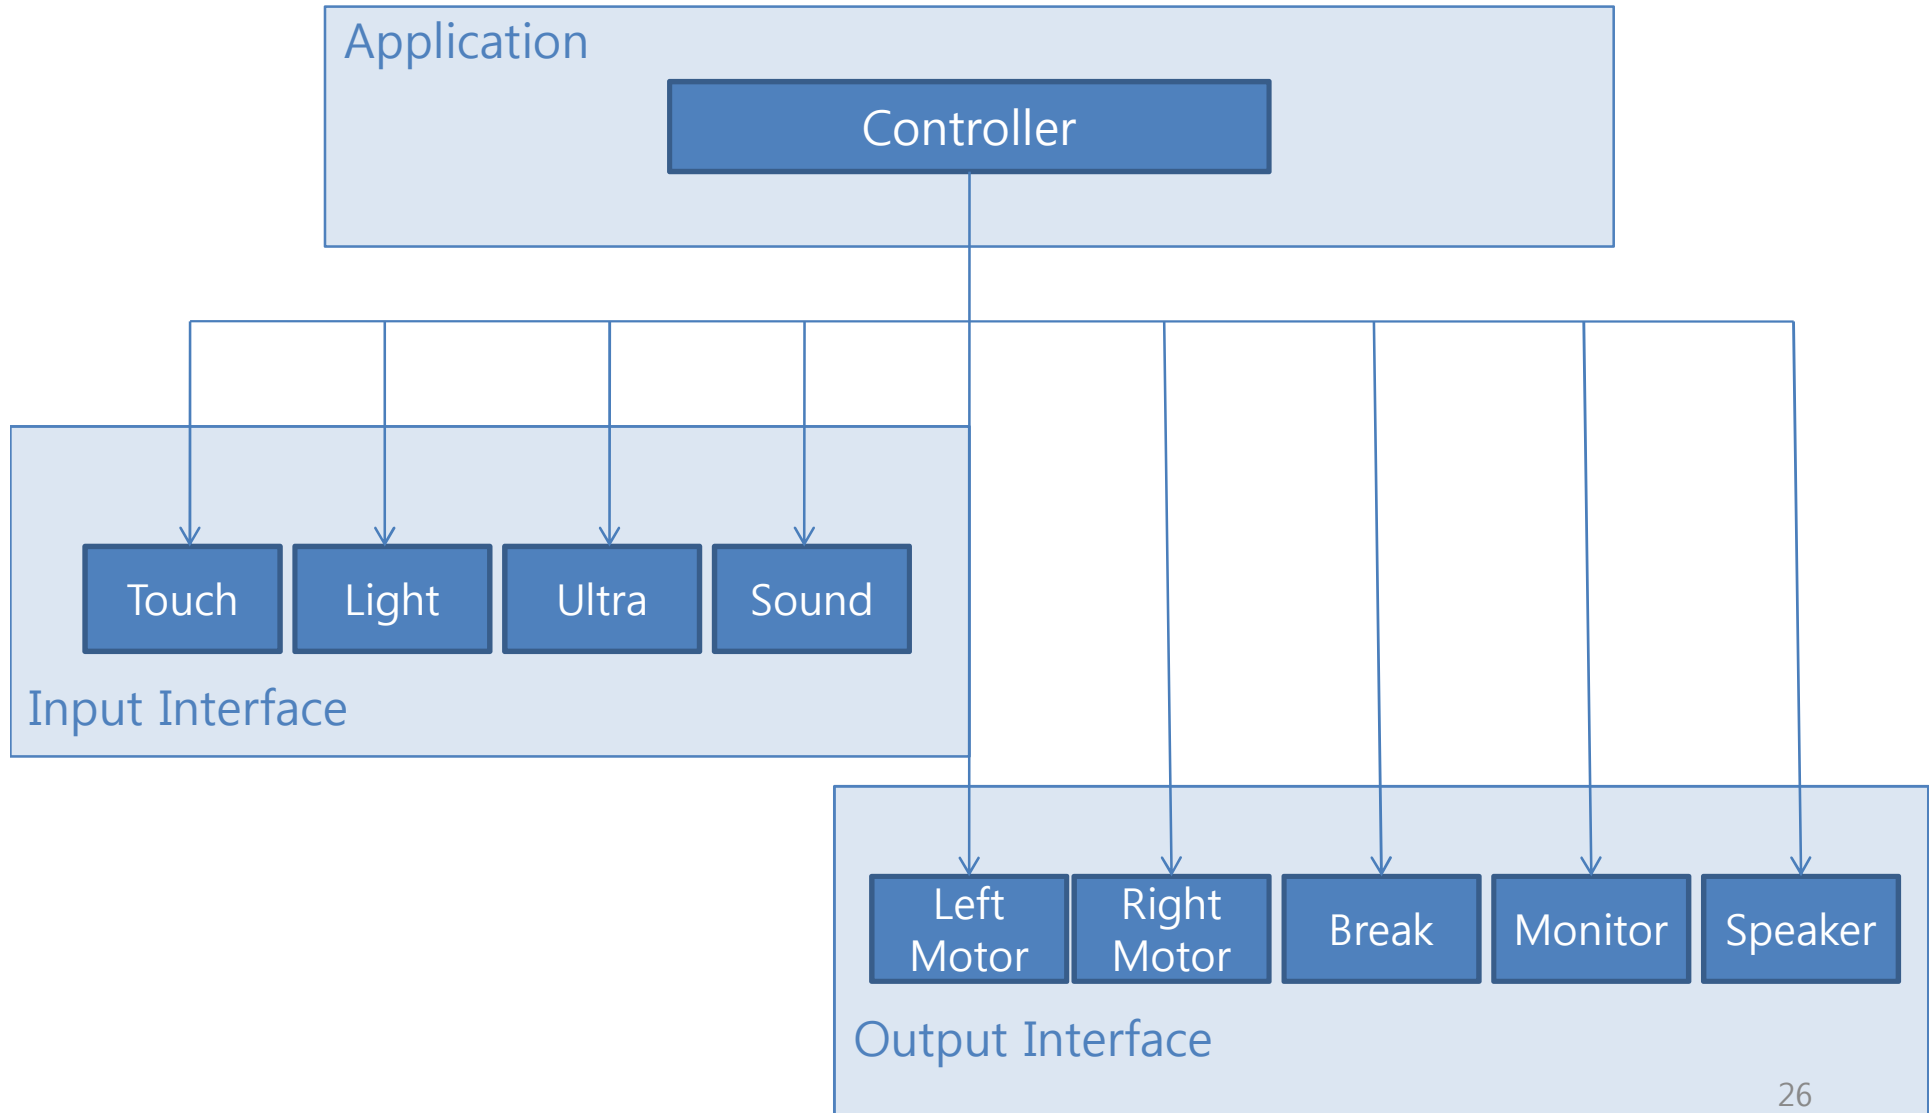 Application
Controller
Touch
Light
Ultra
Sound
Input Interface
Left
Motor
Right
Motor
Break
Monitor
Speaker
Output Interface
26